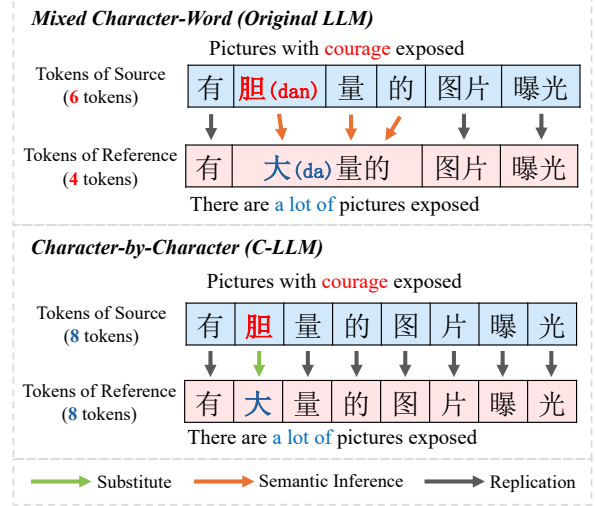 Mixed Character-Word (Original LLM)
Pictures with courage exposed
Tokens of Source
(6 tokens)
有 胆(dan) 量 的 图片 曝光
Tokens of Reference
(4 tokens)
有 大(da)量的 图片 曝光
There are a lot of pictures exposed
Character-by-Character (C-LLM)
Pictures with courage exposed
Tokens of Source
(8 tokens)
有 胆 量 的 图 片 曝 光
Tokens of Reference
(8 tokens)
有 大 量 的 图 片 曝 光
There are a lot of pictures exposed
Substitute Semantic Inference Replication